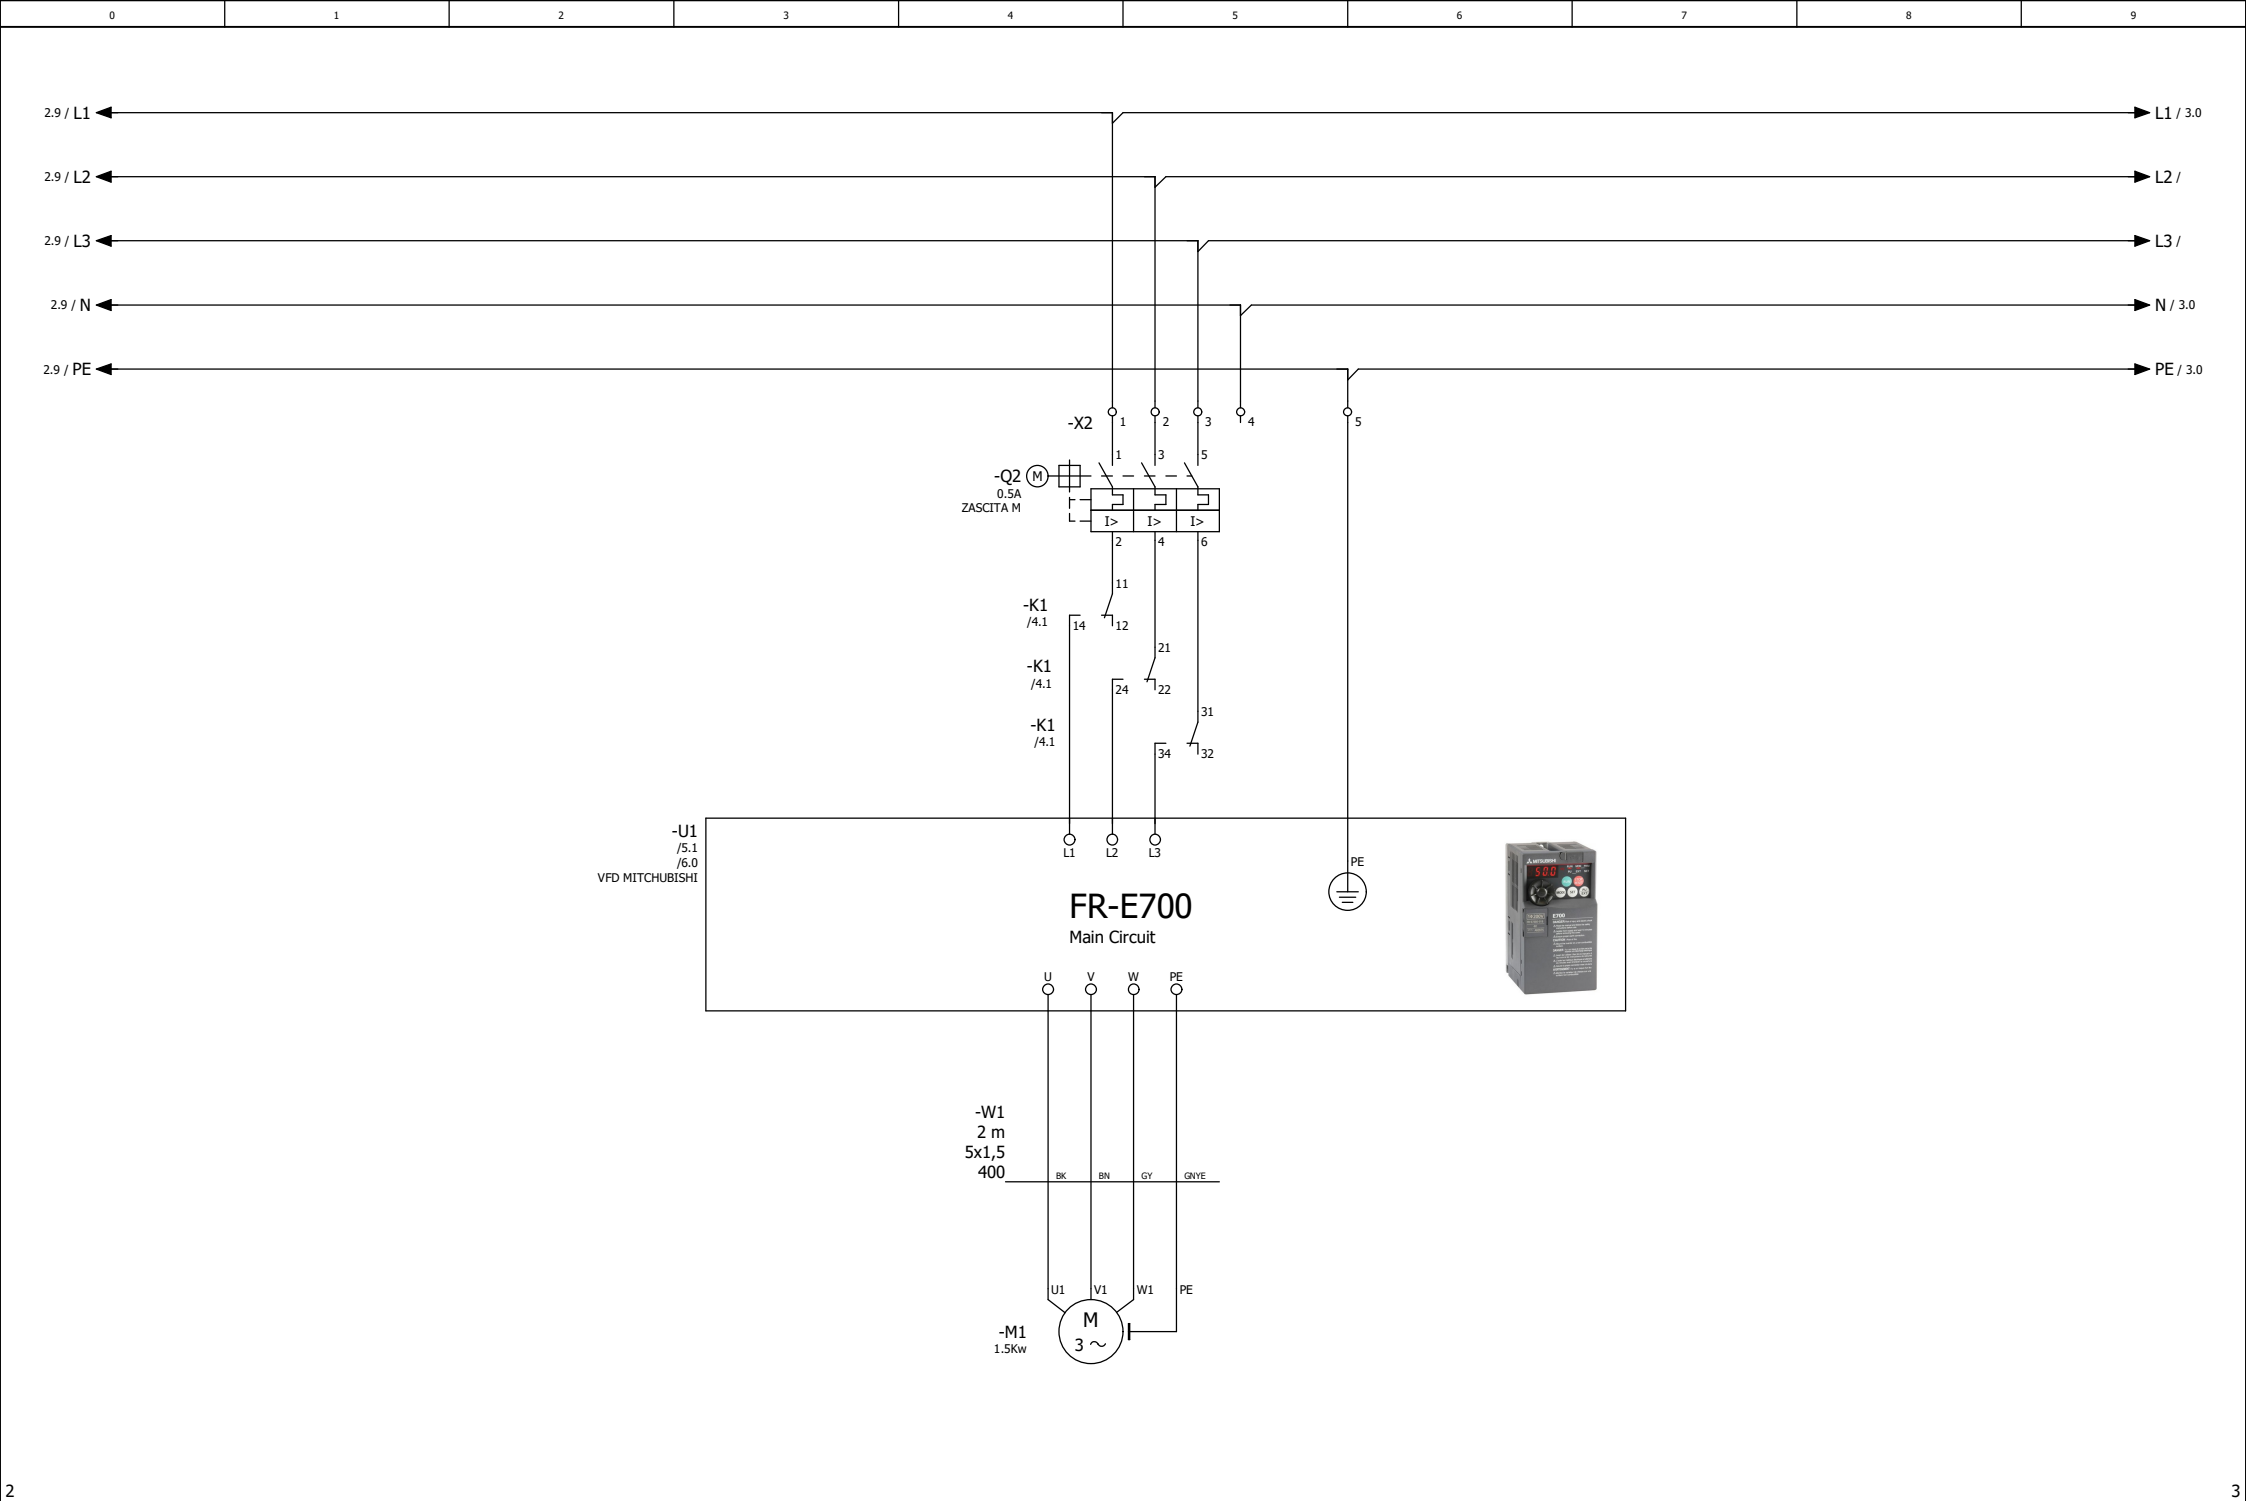 0 1 2 3 4 5 6 7 8 9
2.9 / L1 L1 / 3.0
2.9 / L2 L2 /
2.9 / L3 L3 /
2.9 / N N / 3.0
2.9 / PE PE / 3.0
-X2 1 2 3 4 5
1 3 5
-Q2 M
0.5A
ZASCITA M
I> I> I>
2 4 6
11
-K1
/4.1
14 12
21
-K1
/4.1
24 22
31
-K1
/4.1
34 32
-U1
/5.1
/6.0
VFD MITCHUBISHI
L1 L2 L3
PE
FR-E700
Main Circuit
MITSUBISHI
500
E700
U V W PE
-W1
2 m
5x1,5
400
BK BN GY GNYE
U1 V1 W1 PE
M
3 ~
-M1
1.5Kw
2 3